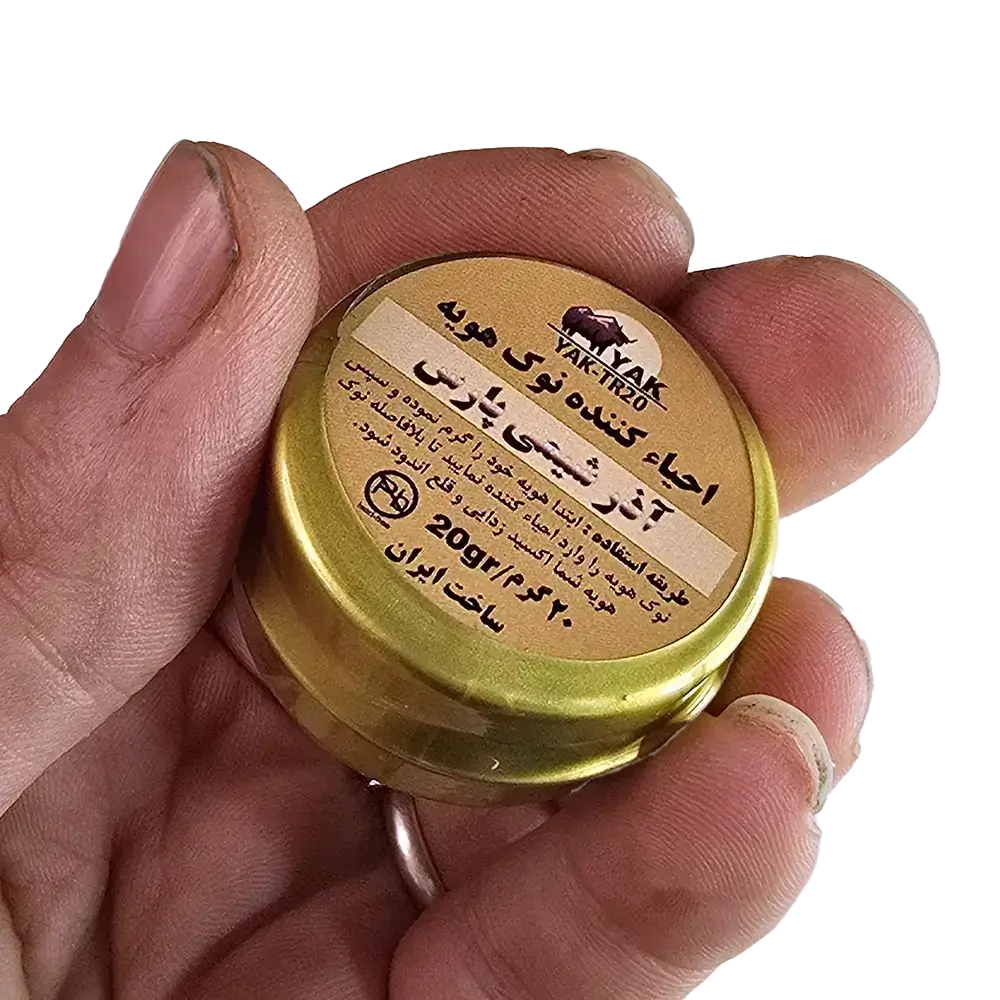 YAK
YAK-TR20
احیاء کننده نوک هویه
آذر شیمی پارس
طریقه استفاده: ابتدا هویه خود را گرم نموده و سپس
نوک هویه را وارد احیاء کننده نمایید تا بلافاصله نوک
هویه شما اکسید زدایی و قلع اندود شود.
Pb
۲۰ گرم/20gr
ساخت ایران